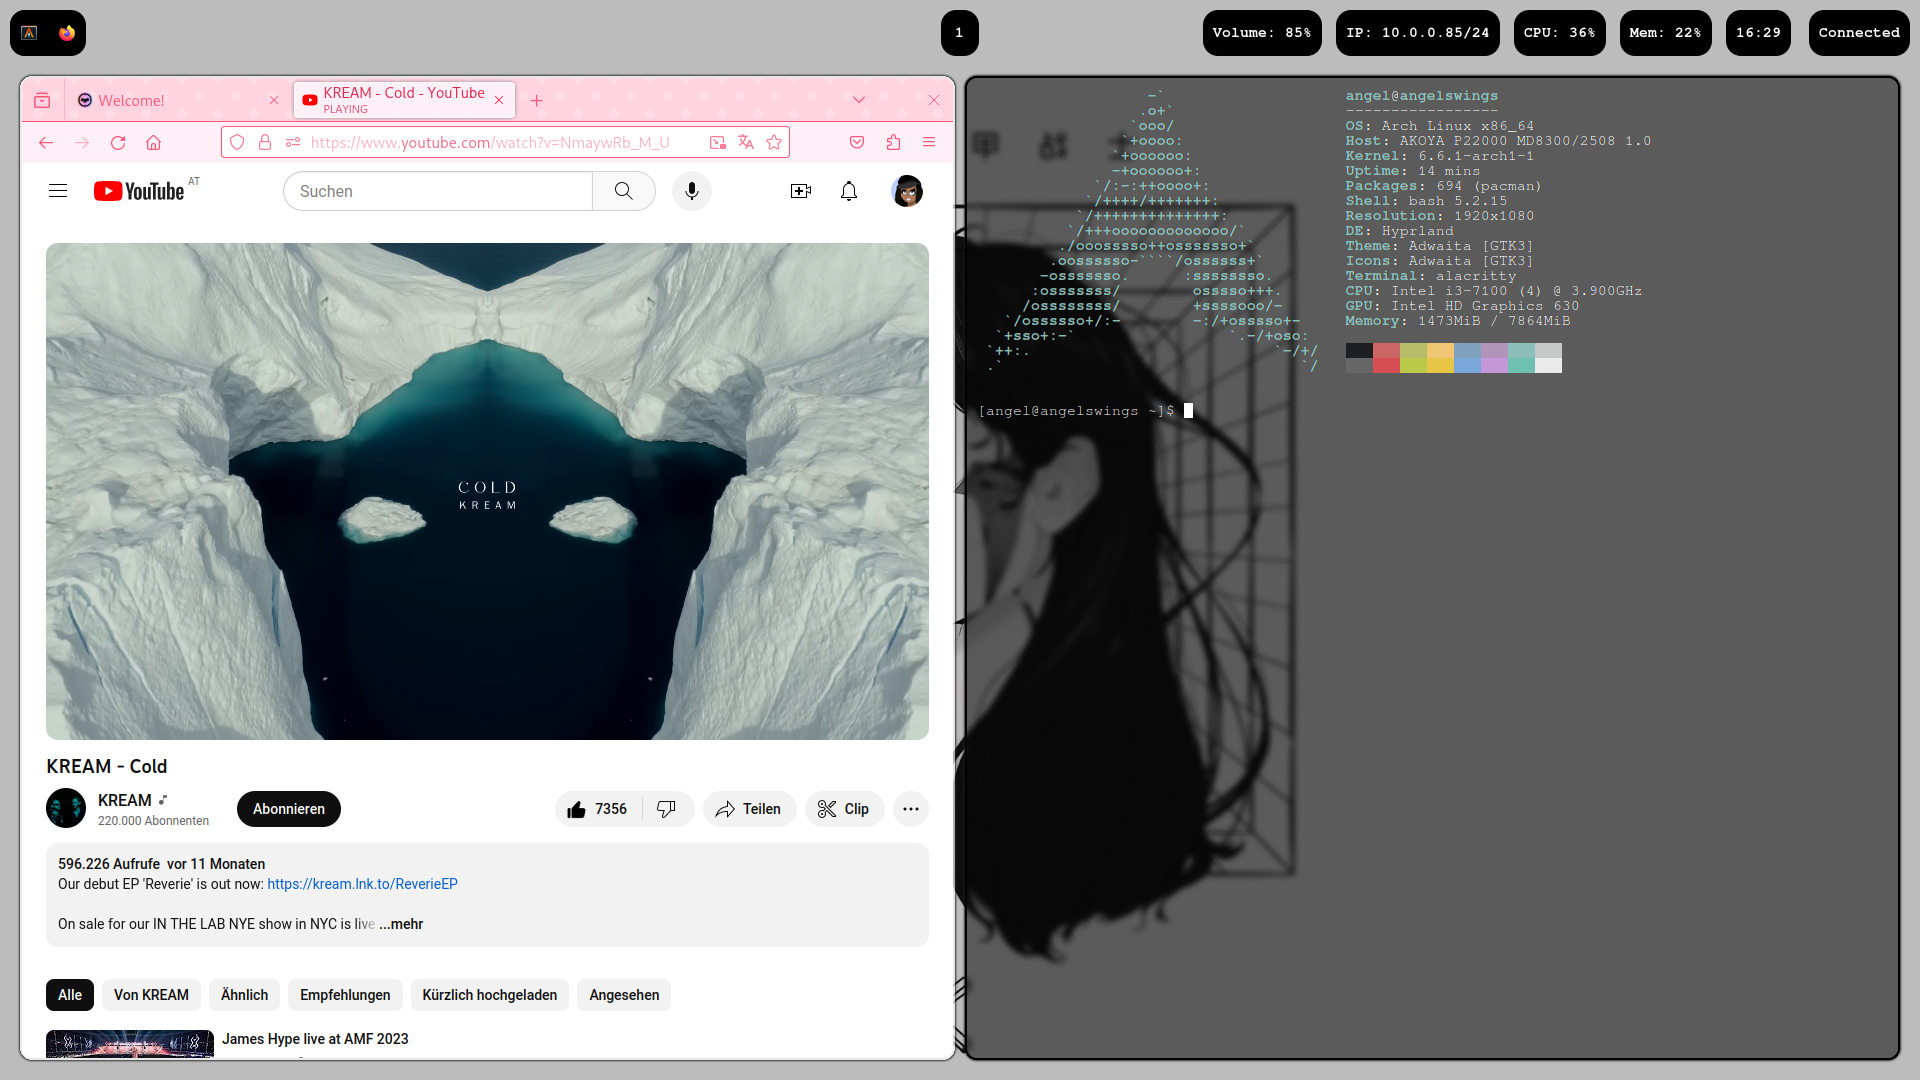 1
Volume: 85%
IP: 10.0.0.85/24
CPU: 36%
Mem: 22%
16:29
Connected
Welcome!
KREAM - Cold - YouTube
PLAYING
https://www.youtube.com/watch?v=NmaywRb_M_U
YouTube AT
Suchen
COLD
KREAM
KREAM - Cold
KREAM
220.000 Abonnenten
Abonnieren
7356
Teilen
Clip
596.226 Aufrufe vor 11 Monaten
Our debut EP 'Reverie' is out now: https://kream.lnk.to/ReverieEP
On sale for our IN THE LAB NYE show in NYC is live ...mehr
Alle
Von KREAM
Ähnlich
Empfehlungen
Kürzlich hochgeladen
Angesehen
James Hype live at AMF 2023
angel@angelswings
-----------------
OS: Arch Linux x86_64
Host: AKOYA P22000 MD8300/2508 1.0
Kernel: 6.6.1-arch1-1
Uptime: 14 mins
Packages: 694 (pacman)
Shell: bash 5.2.15
Resolution: 1920x1080
DE: Hyprland
Theme: Adwaita [GTK3]
Icons: Adwaita [GTK3]
Terminal: alacritty
CPU: Intel i3-7100 (4) @ 3.900GHz
GPU: Intel HD Graphics 630
Memory: 1473MiB / 7864MiB
[angel@angelswings ~]$